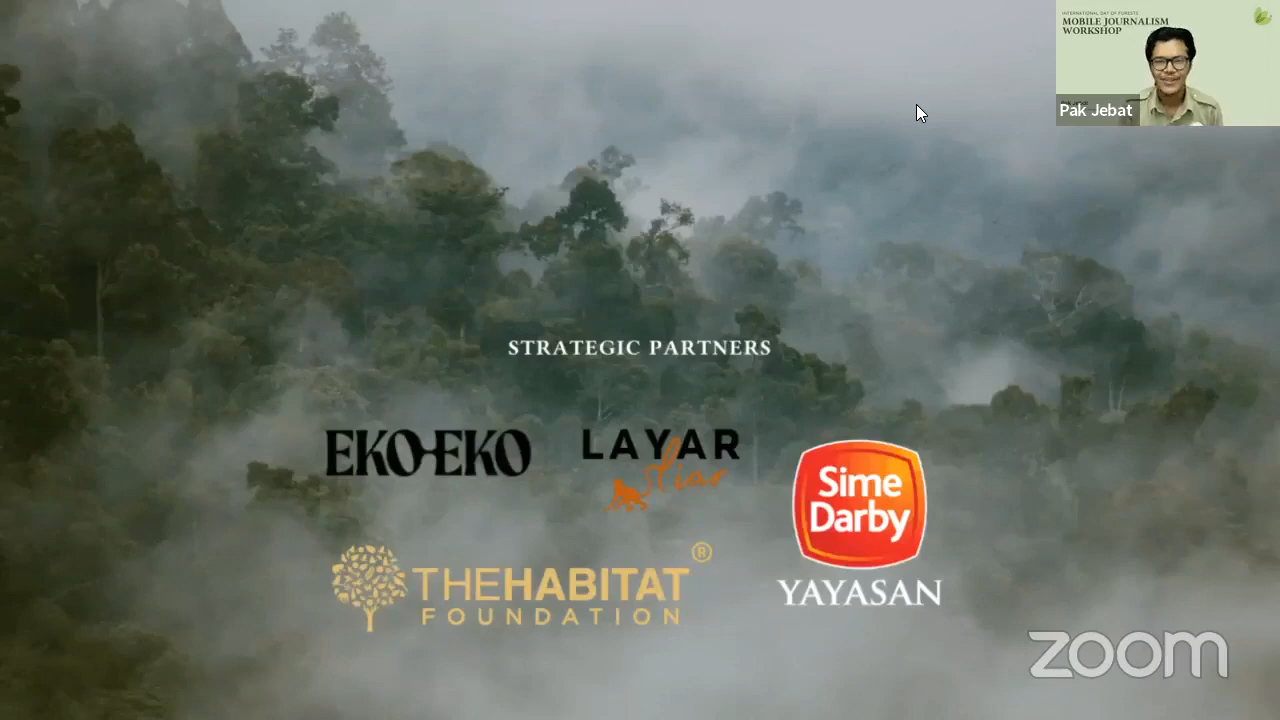 INTERNATIONAL DAY OF FORESTS
MOBILE JOURNALISM
WORKSHOP
Pak Jebat
STRATEGIC PARTNERS
EKO-EKO
LAYAR
liar
Sime
Darby
YAYASAN
THEHABITAT®
FOUNDATION
zoom